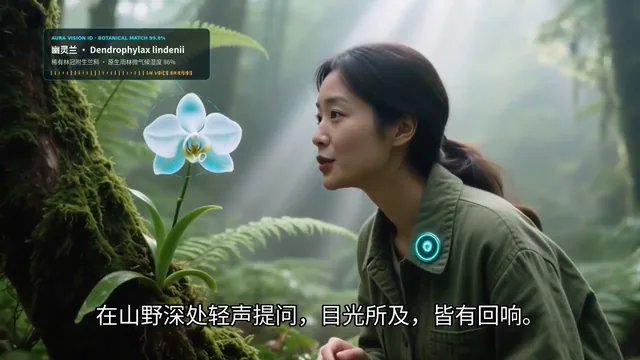 AURA VISION ID · BOTANICAL MATCH 99.8%
幽灵兰 · Dendrophylax lindenii
稀有林冠附生兰科 · 原生雨林微气候湿度 86%
在山野深处轻声提问，目光所及，皆有回响。